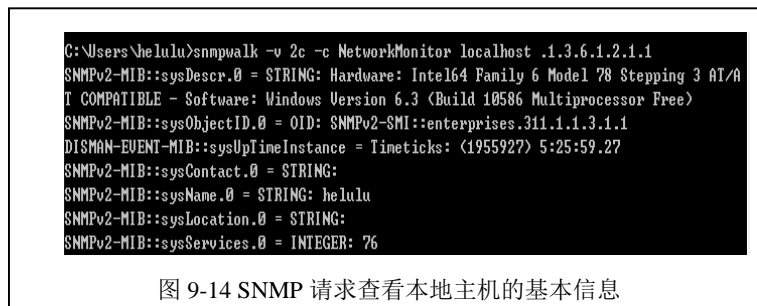 C:\Users\helulu>snmpwalk -v 2c -c NetworkMonitor localhost .1.3.6.1.2.1.1
SNMPv2-MIB::sysDescr.0 = STRING: Hardware: Intel64 Family 6 Model 78 Stepping 3 AT/A
T COMPATIBLE - Software: Windows Version 6.3 (Build 10586 Multiprocessor Free)
SNMPv2-MIB::sysObjectID.0 = OID: SNMPv2-SMI::enterprises.311.1.1.3.1.1
DISMAN-EVENT-MIB::sysUpTimeInstance = Timeticks: (1955927) 5:25:59.27
SNMPv2-MIB::sysContact.0 = STRING:
SNMPv2-MIB::sysName.0 = STRING: helulu
SNMPv2-MIB::sysLocation.0 = STRING:
SNMPv2-MIB::sysServices.0 = INTEGER: 76
图 9-14 SNMP 请求查看本地主机的基本信息